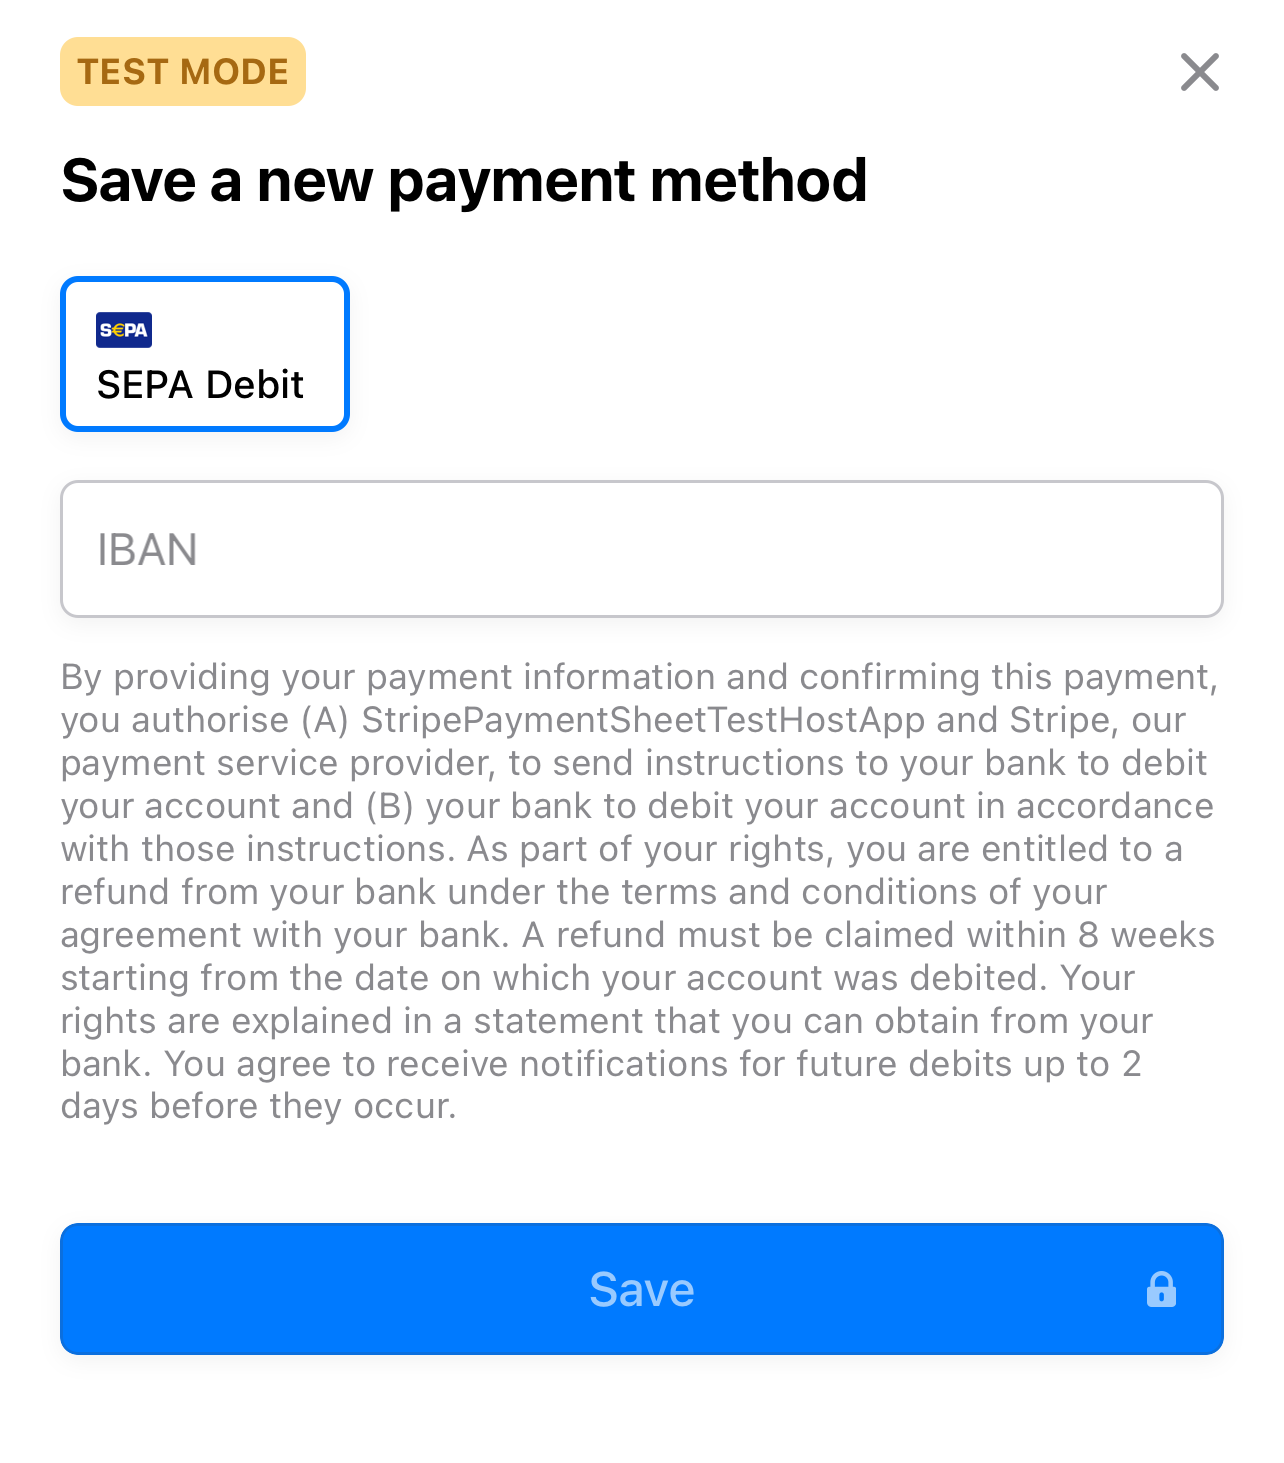 TEST MODE
Save a new payment method
S€PA
SEPA Debit
IBAN
By providing your payment information and confirming this payment,
you authorise (A) StripePaymentSheetTestHostApp and Stripe, our
payment service provider, to send instructions to your bank to debit
your account and (B) your bank to debit your account in accordance
with those instructions. As part of your rights, you are entitled to a
refund from your bank under the terms and conditions of your
agreement with your bank. A refund must be claimed within 8 weeks
starting from the date on which your account was debited. Your
rights are explained in a statement that you can obtain from your
bank. You agree to receive notifications for future debits up to 2
days before they occur.
Save